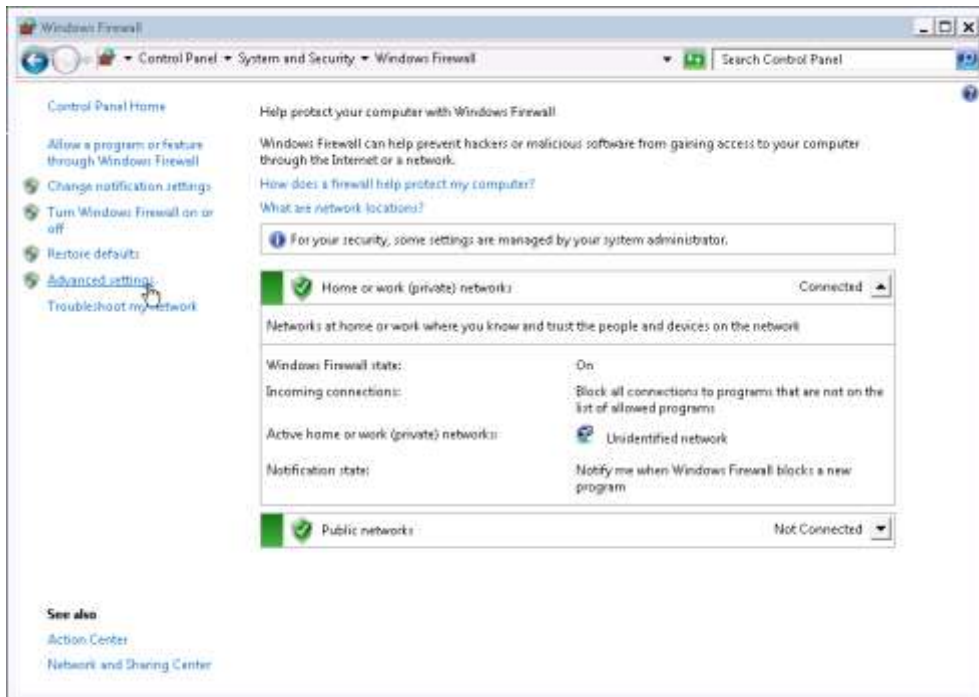 Windows Firewall
Control Panel
System and Security
Windows Firewall
Search Control Panel
Control Panel Home
Allow a program or feature
through Windows Firewall
Change notification settings
Turn Windows Firewall on or
off
Restore defaults
Advanced settings
Troubleshoot my network
Help protect your computer with Windows Firewall
Windows Firewall can help prevent hackers or malicious software from gaining access to your computer
through the Internet or a network.
How does a firewall help protect my computer?
What are network locations?
For your security, some settings are managed by your system administrator.
Home or work (private) networks Connected
Networks at home or work where you know and trust the people and devices on the network
Windows Firewall state: On
Incoming connections: Block all connections to programs that are not on the
list of allowed programs
Active home or work (private) networks: Unidentified network
Notification state: Notify me when Windows Firewall blocks a new
program
Public networks Not Connected
See also
Action Center
Network and Sharing Center